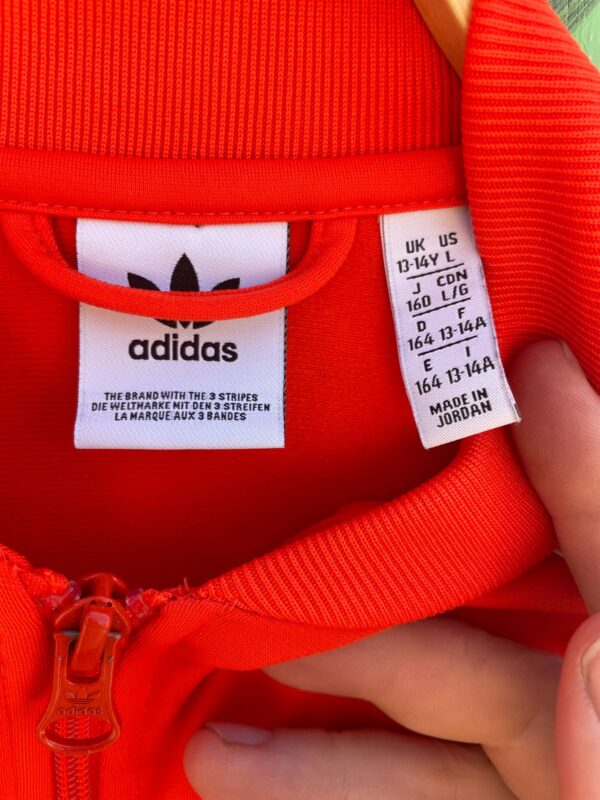 adidas
THE BRAND WITH THE 3 STRIPES
DIE WELTMARKE MIT DEN 3 STREIFEN
LA MARQUE AUX 3 BANDES
UK US
13-14Y L
J CDN
160 L/G
D F
164 13-14A
E I
164 13-14A
MADE IN
JORDAN
adidas